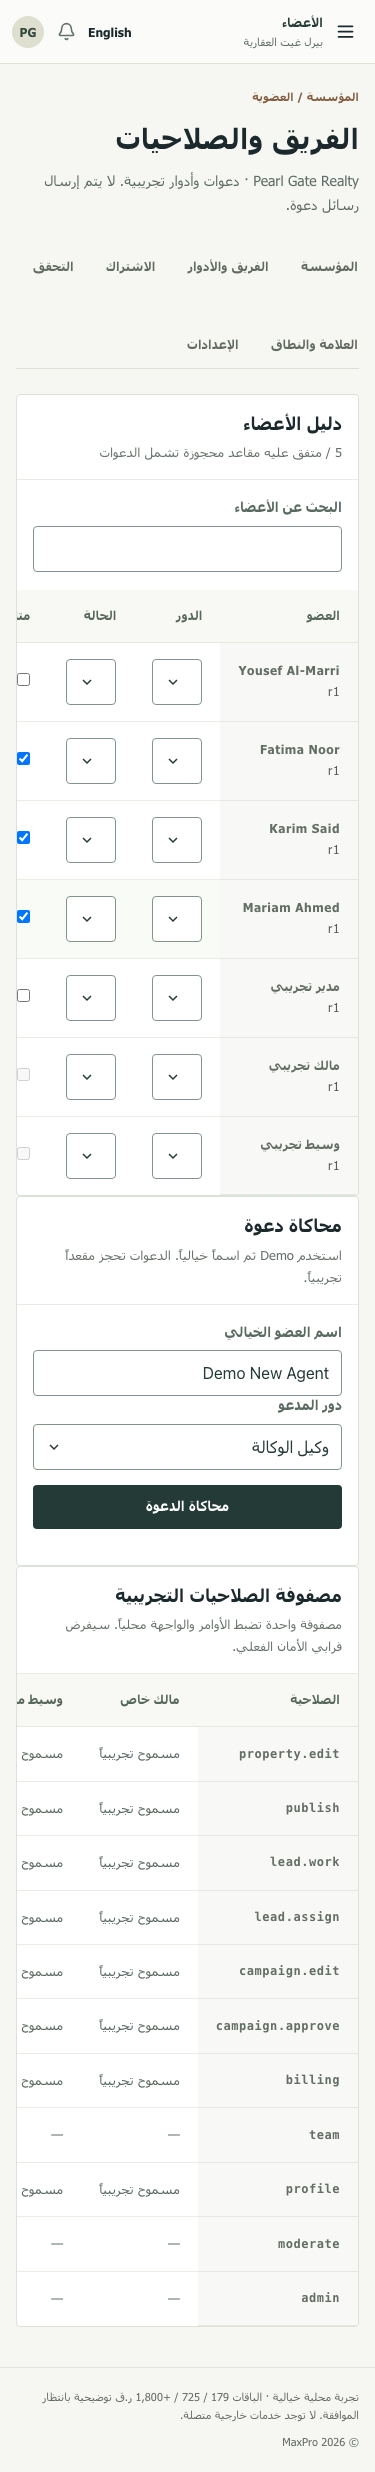 الأعضاء
بيرل غيت العقارية
English
PG
المؤسسة / العضوية
الفريق والصلاحيات
Pearl Gate Realty · دعوات وأدوار تجريبية. لا يتم إرسال
رسائل دعوة.
المؤسسة الفريق والأدوار الاشتراك التحقق
العلامة والنطاق الإعدادات
دليل الأعضاء
5 / متفق عليه مقاعد محجوزة تشمل الدعوات
البحث عن الأعضاء
العضو الدور الحالة
Yousef Al-Marri
r1
Fatima Noor
r1
Karim Said
r1
Mariam Ahmed
r1
مدير تجريبي
r1
مالك تجريبي
r1
وسيط تجريبي
r1
محاكاة دعوة
استخدم Demo ثم اسماً خيالياً. الدعوات تحجز مقعداً
تجريبياً.
اسم العضو الخيالي
Demo New Agent
دور المدعو
وكيل الوكالة
محاكاة الدعوة
مصفوفة الصلاحيات التجريبية
مصفوفة واحدة تضبط الأوامر والواجهة محلياً. سيفرض
فرابي الأمان الفعلي.
الصلاحية مالك خاص وسيط
property.edit مسموح تجريبياً مسموح
publish مسموح تجريبياً مسموح
lead.work مسموح تجريبياً مسموح
lead.assign مسموح تجريبياً مسموح
campaign.edit مسموح تجريبياً مسموح
campaign.approve مسموح تجريبياً مسموح
billing مسموح تجريبياً مسموح
team — —
profile مسموح تجريبياً مسموح
moderate — —
admin — —
تجربة محلية خيالية · الباقات 179 / 725 / +1,800 ر.ق توضيحية بانتظار
الموافقة. لا توجد خدمات خارجية متصلة.
© 2026 MaxPro